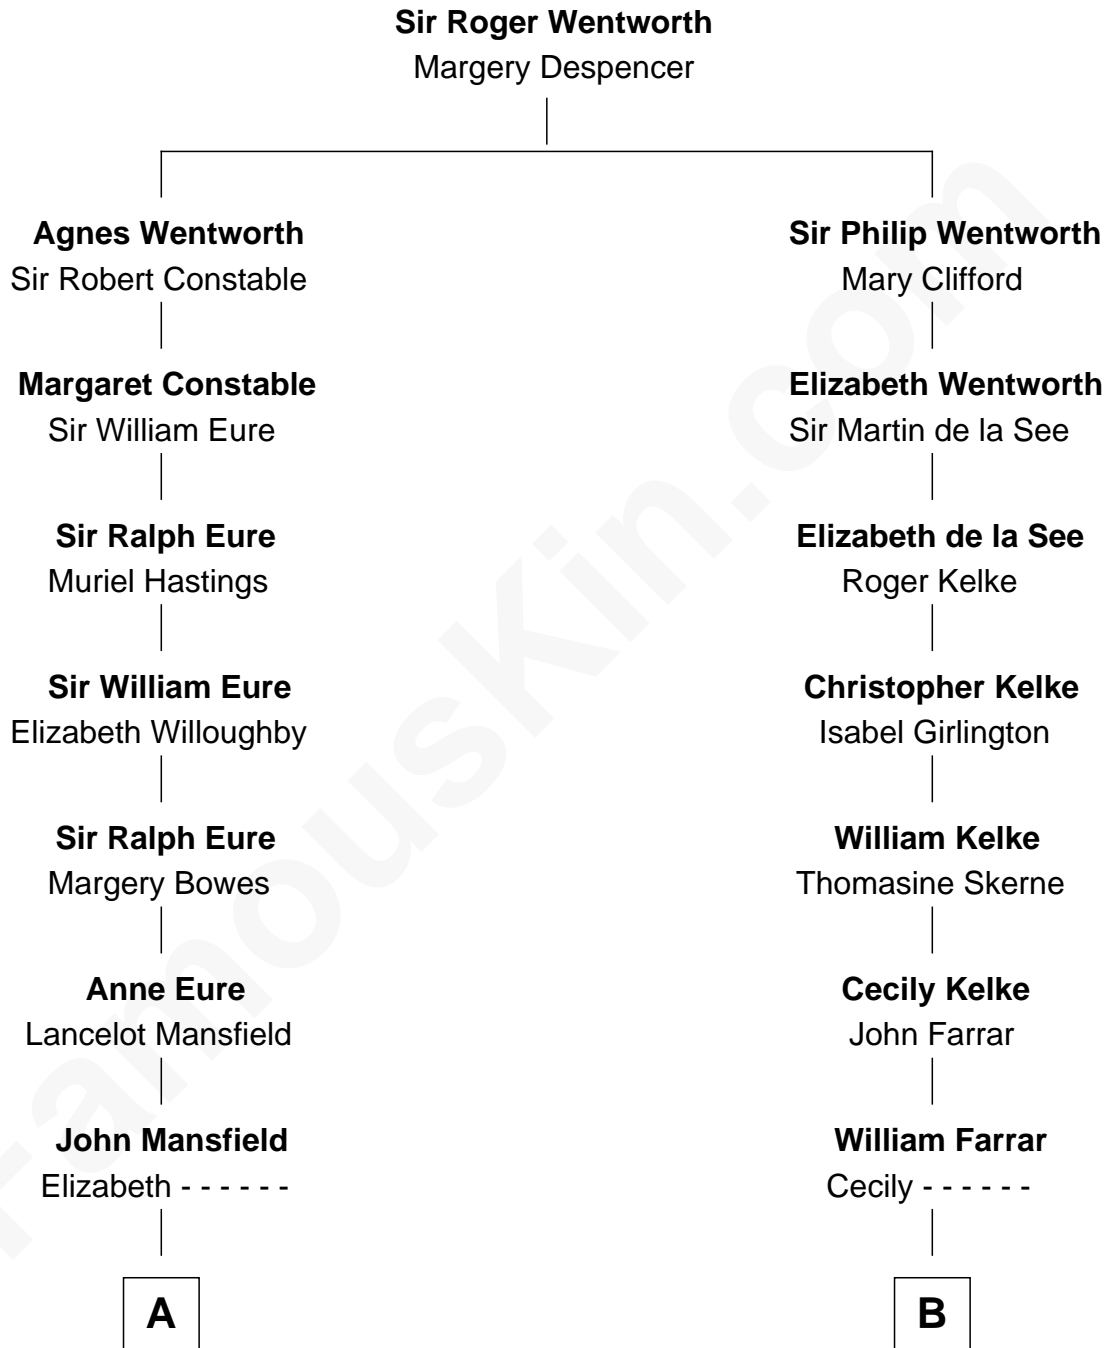 Sir Roger Wentworth
Margery Despencer
Agnes Wentworth
Sir Robert Constable
Sir Philip Wentworth
Mary Clifford
Margaret Constable
Sir William Eure
Elizabeth Wentworth
Sir Martin de la See
Sir Ralph Eure
Muriel Hastings
Elizabeth de la See
Roger Kelke
Sir William Eure
Elizabeth Willoughby
Christopher Kelke
Isabel Girlington
Sir Ralph Eure
Margery Bowes
William Kelke
Thomasine Skerne
Anne Eure
Lancelot Mansfield
Cecily Kelke
John Farrar
John Mansfield
Elizabeth - - - - - -
William Farrar
Cecily - - - - - -
A
B
FamousKin.com